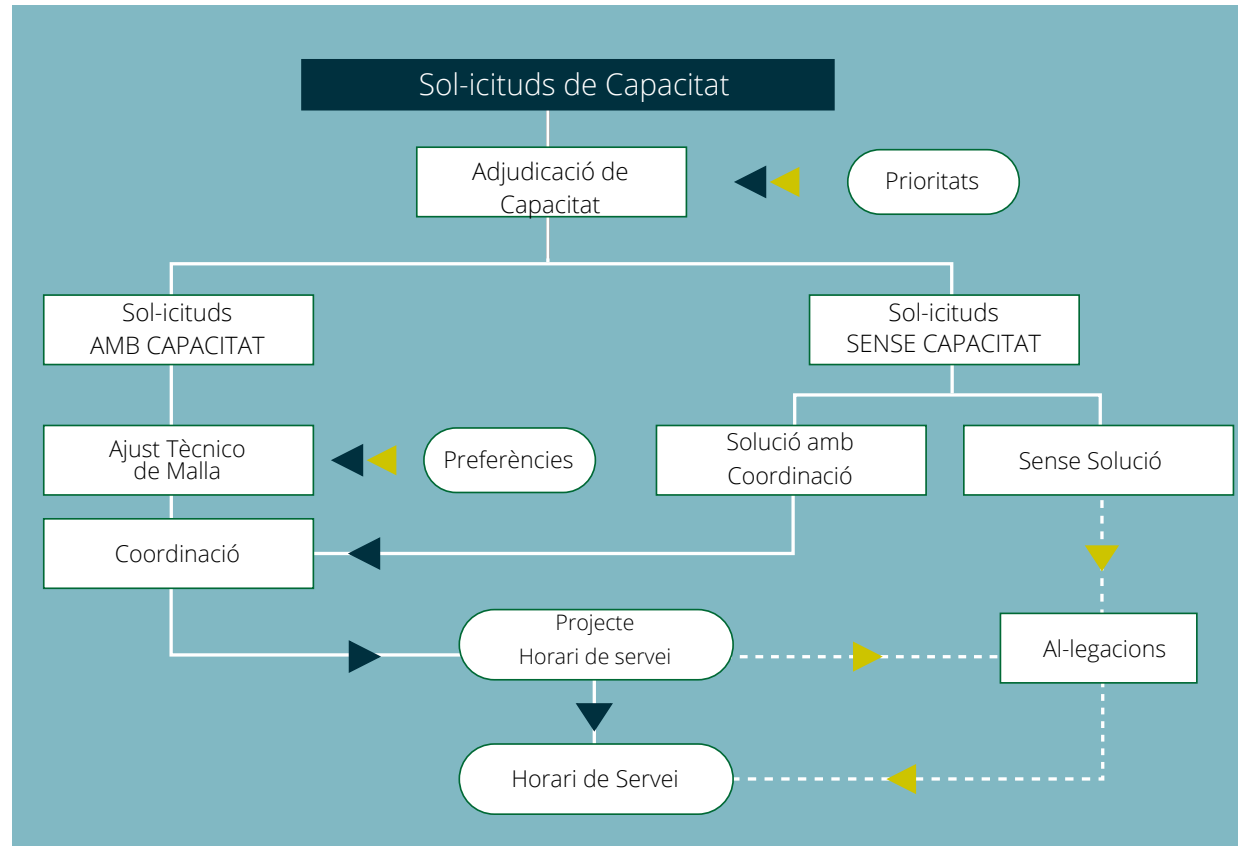 Sol-icituds de Capacitat
Adjudicació de
Capacitat
Prioritats
Sol-icituds
AMB CAPACITAT
Sol-icituds
SENSE CAPACITAT
Ajust Tècnico
de Malla
Preferències
Solució amb
Coordinació
Sense Solució
Coordinació
Projecte
Horari de servei
Al-legacions
Horari de Servei